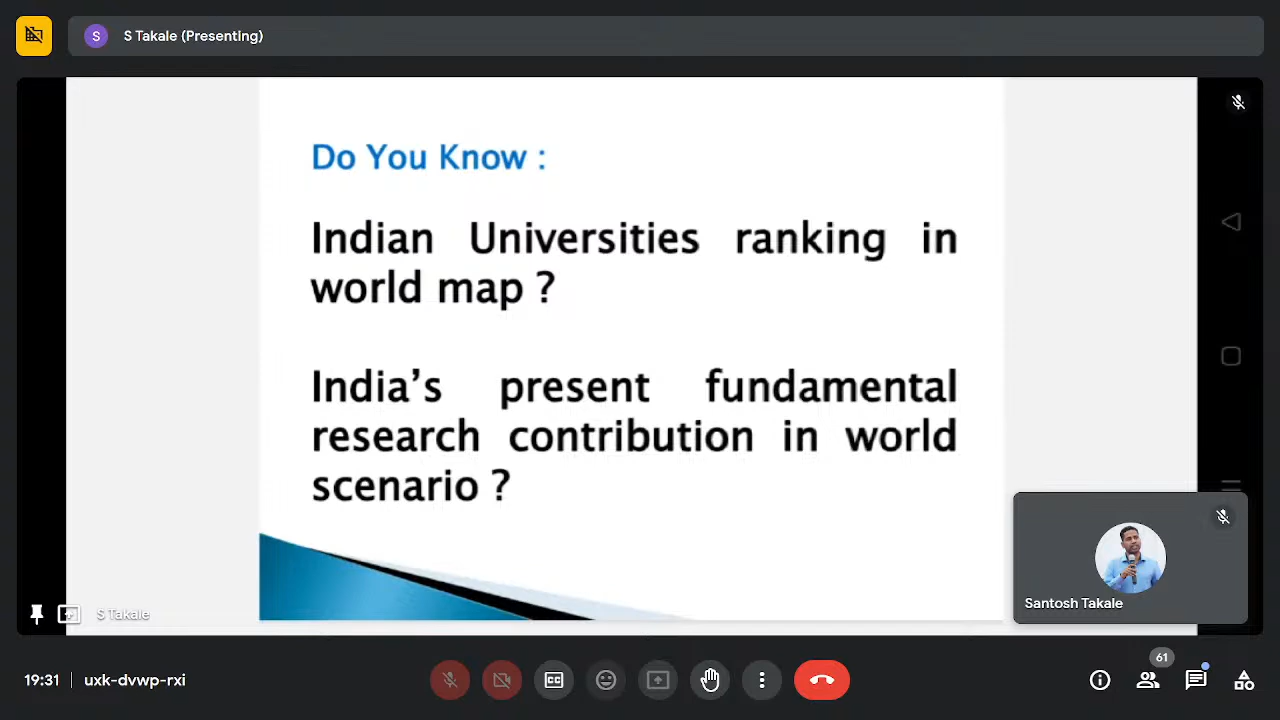 S
S Takale (Presenting)
Do You Know :
Indian Universities ranking in
world map ?
India’s present fundamental
research contribution in world
scenario ?
S Takale
Santosh Takale
19:31 | uxk-dvwp-rxi
CC
61